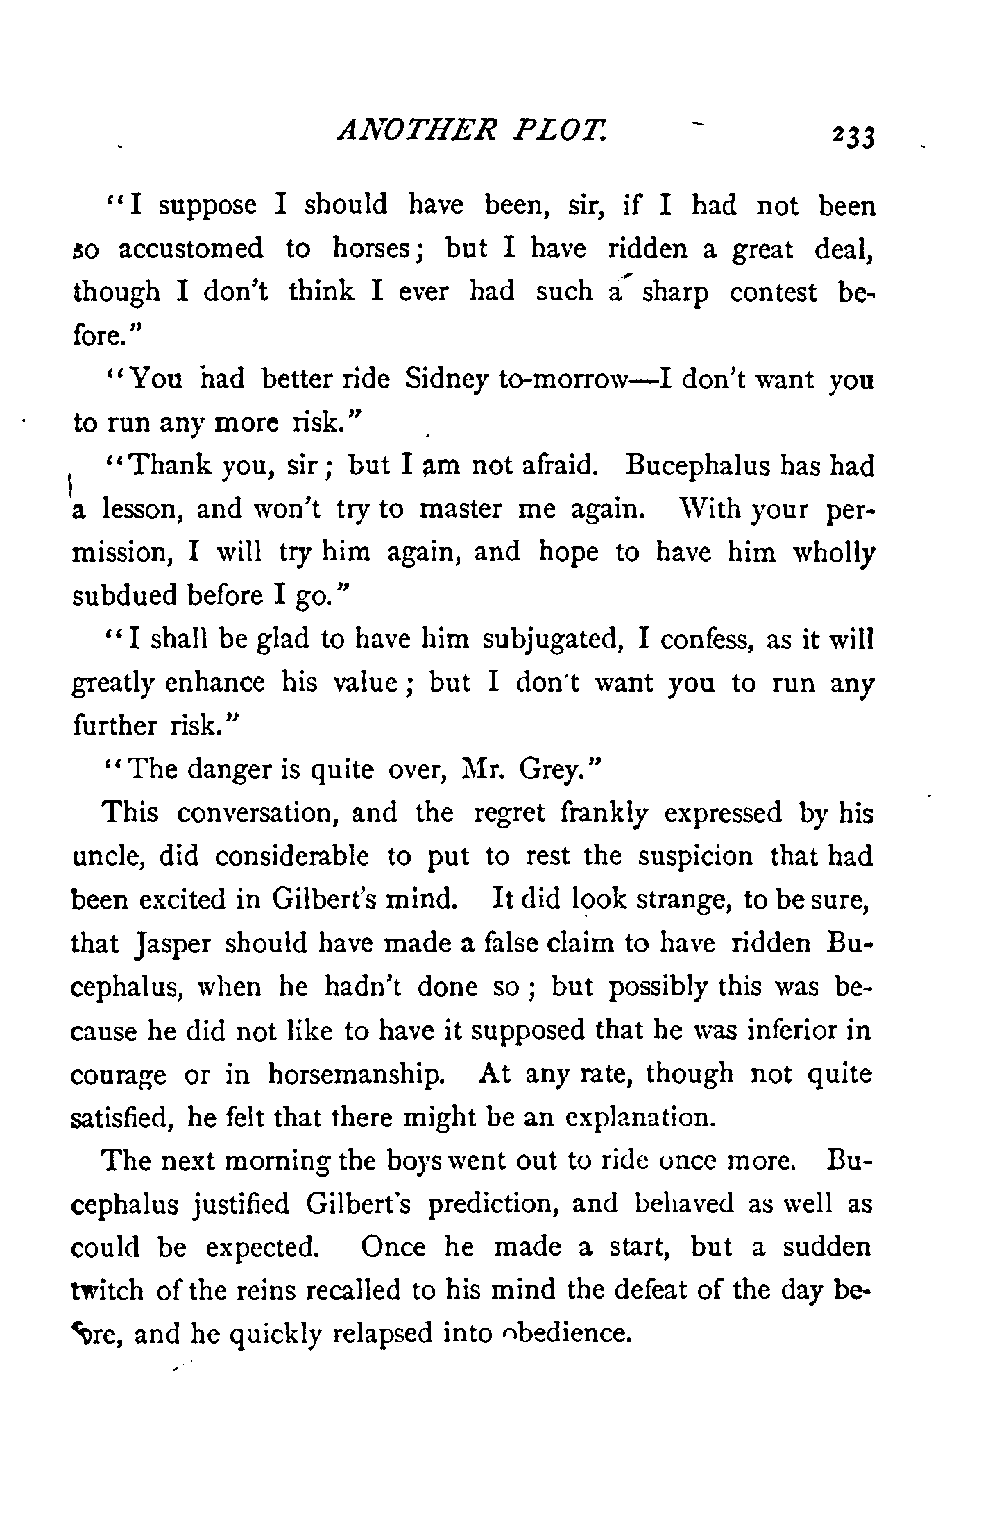 ANOTHER PLOT. 233
"I suppose I should have been, sir, if I had not been
so accustomed to horses; but I have ridden a great deal,
though I don't think I ever had such a sharp contest be-
fore."
"You had better ride Sidney to-morrow—I don't want you
to run any more risk."
"Thank you, sir; but I am not afraid. Bucephalus has had
a lesson, and won't try to master me again. With your per-
mission, I will try him again, and hope to have him wholly
subdued before I go."
"I shall be glad to have him subjugated, I confess, as it will
greatly enhance his value; but I don't want you to run any
further risk."
"The danger is quite over, Mr. Grey."
This conversation, and the regret frankly expressed by his
uncle, did considerable to put to rest the suspicion that had
been excited in Gilbert's mind. It did look strange, to be sure,
that Jasper should have made a false claim to have ridden Bu-
cephalus, when he hadn't done so; but possibly this was be-
cause he did not like to have it supposed that he was inferior in
courage or in horsemanship. At any rate, though not quite
satisfied, he felt that there might be an explanation.
The next morning the boys went out to ride once more. Bu-
cephalus justified Gilbert's prediction, and behaved as well as
could be expected. Once he made a start, but a sudden
twitch of the reins recalled to his mind the defeat of the day be-
fore, and he quickly relapsed into obedience.